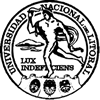 UNIVERSIDAD NACIONAL DEL LITORAL
LUX
INDEFICIENS